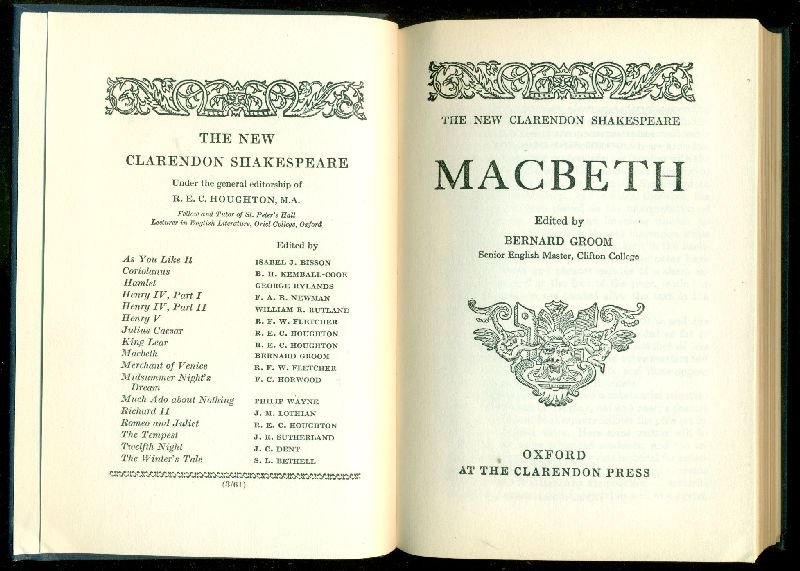 THE NEW
CLARENDON SHAKESPEARE
Under the general editorship of
R. E. C. HOUGHTON, M.A.
Fellow and Tutor of St. Peter's Hall
Lecturer in English Literature, Oriel College, Oxford
Edited by
As You Like It ISABEL J. BISSON
Coriolanus B. H. KEMBALL-COOK
Hamlet GEORGE RYLANDS
Henry IV, Part I F. A. R. NEWMAN
Henry IV, Part II WILLIAM R. RUTLAND
Henry V R. F. W. FLETCHER
Julius Caesar R. E. C. HOUGHTON
King Lear R. E. C. HOUGHTON
Macbeth BERNARD GROOM
Merchant of Venice R. F. W. FLETCHER
Midsummer Night's F. C. HORWOOD
Dream
Much Ado about Nothing PHILIP WAYNE
Richard II J. M. LOTHIAN
Romeo and Juliet R. E. C. HOUGHTON
The Tempest J. R. SUTHERLAND
Twelfth Night J. C. DENT
The Winter's Tale S. L. BETHELL
(3/61)
THE NEW CLARENDON SHAKESPEARE
MACBETH
Edited by
BERNARD GROOM
Senior English Master, Clifton College
OXFORD
AT THE CLARENDON PRESS